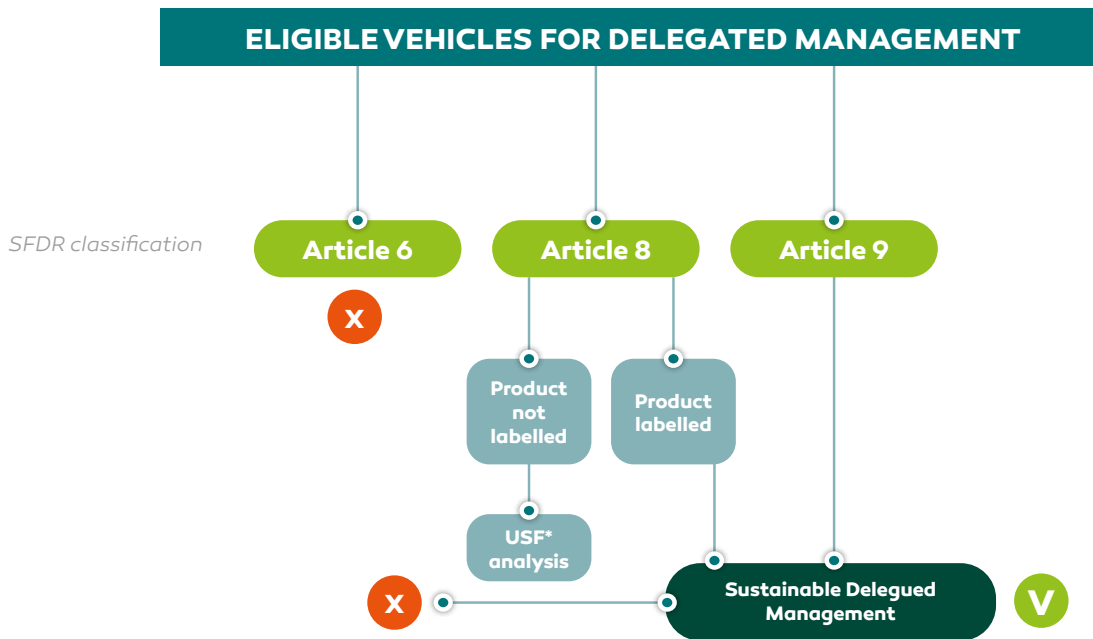 ELIGIBLE VEHICLES FOR DELEGATED MANAGEMENT
SFDR classification
Article 6
Article 8
Article 9
X
Product
not
labelled
Product
labelled
USF*
analysis
X
Sustainable Delegued
Management
V